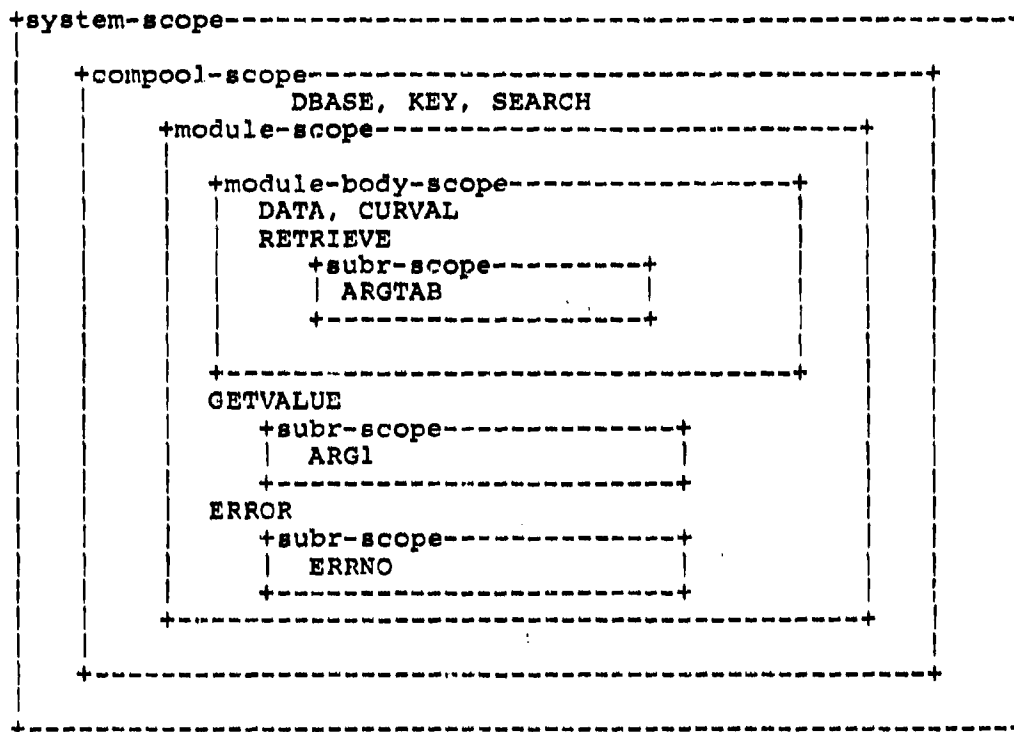 system-scope
compool-scope
DBASE, KEY, SEARCH
module-scope
module-body-scope
DATA, CURVAL
RETRIEVE
subr-scope
ARGTAB
GETVALUE
subr-scope
ARG1
ERROR
subr-scope
ERRNO